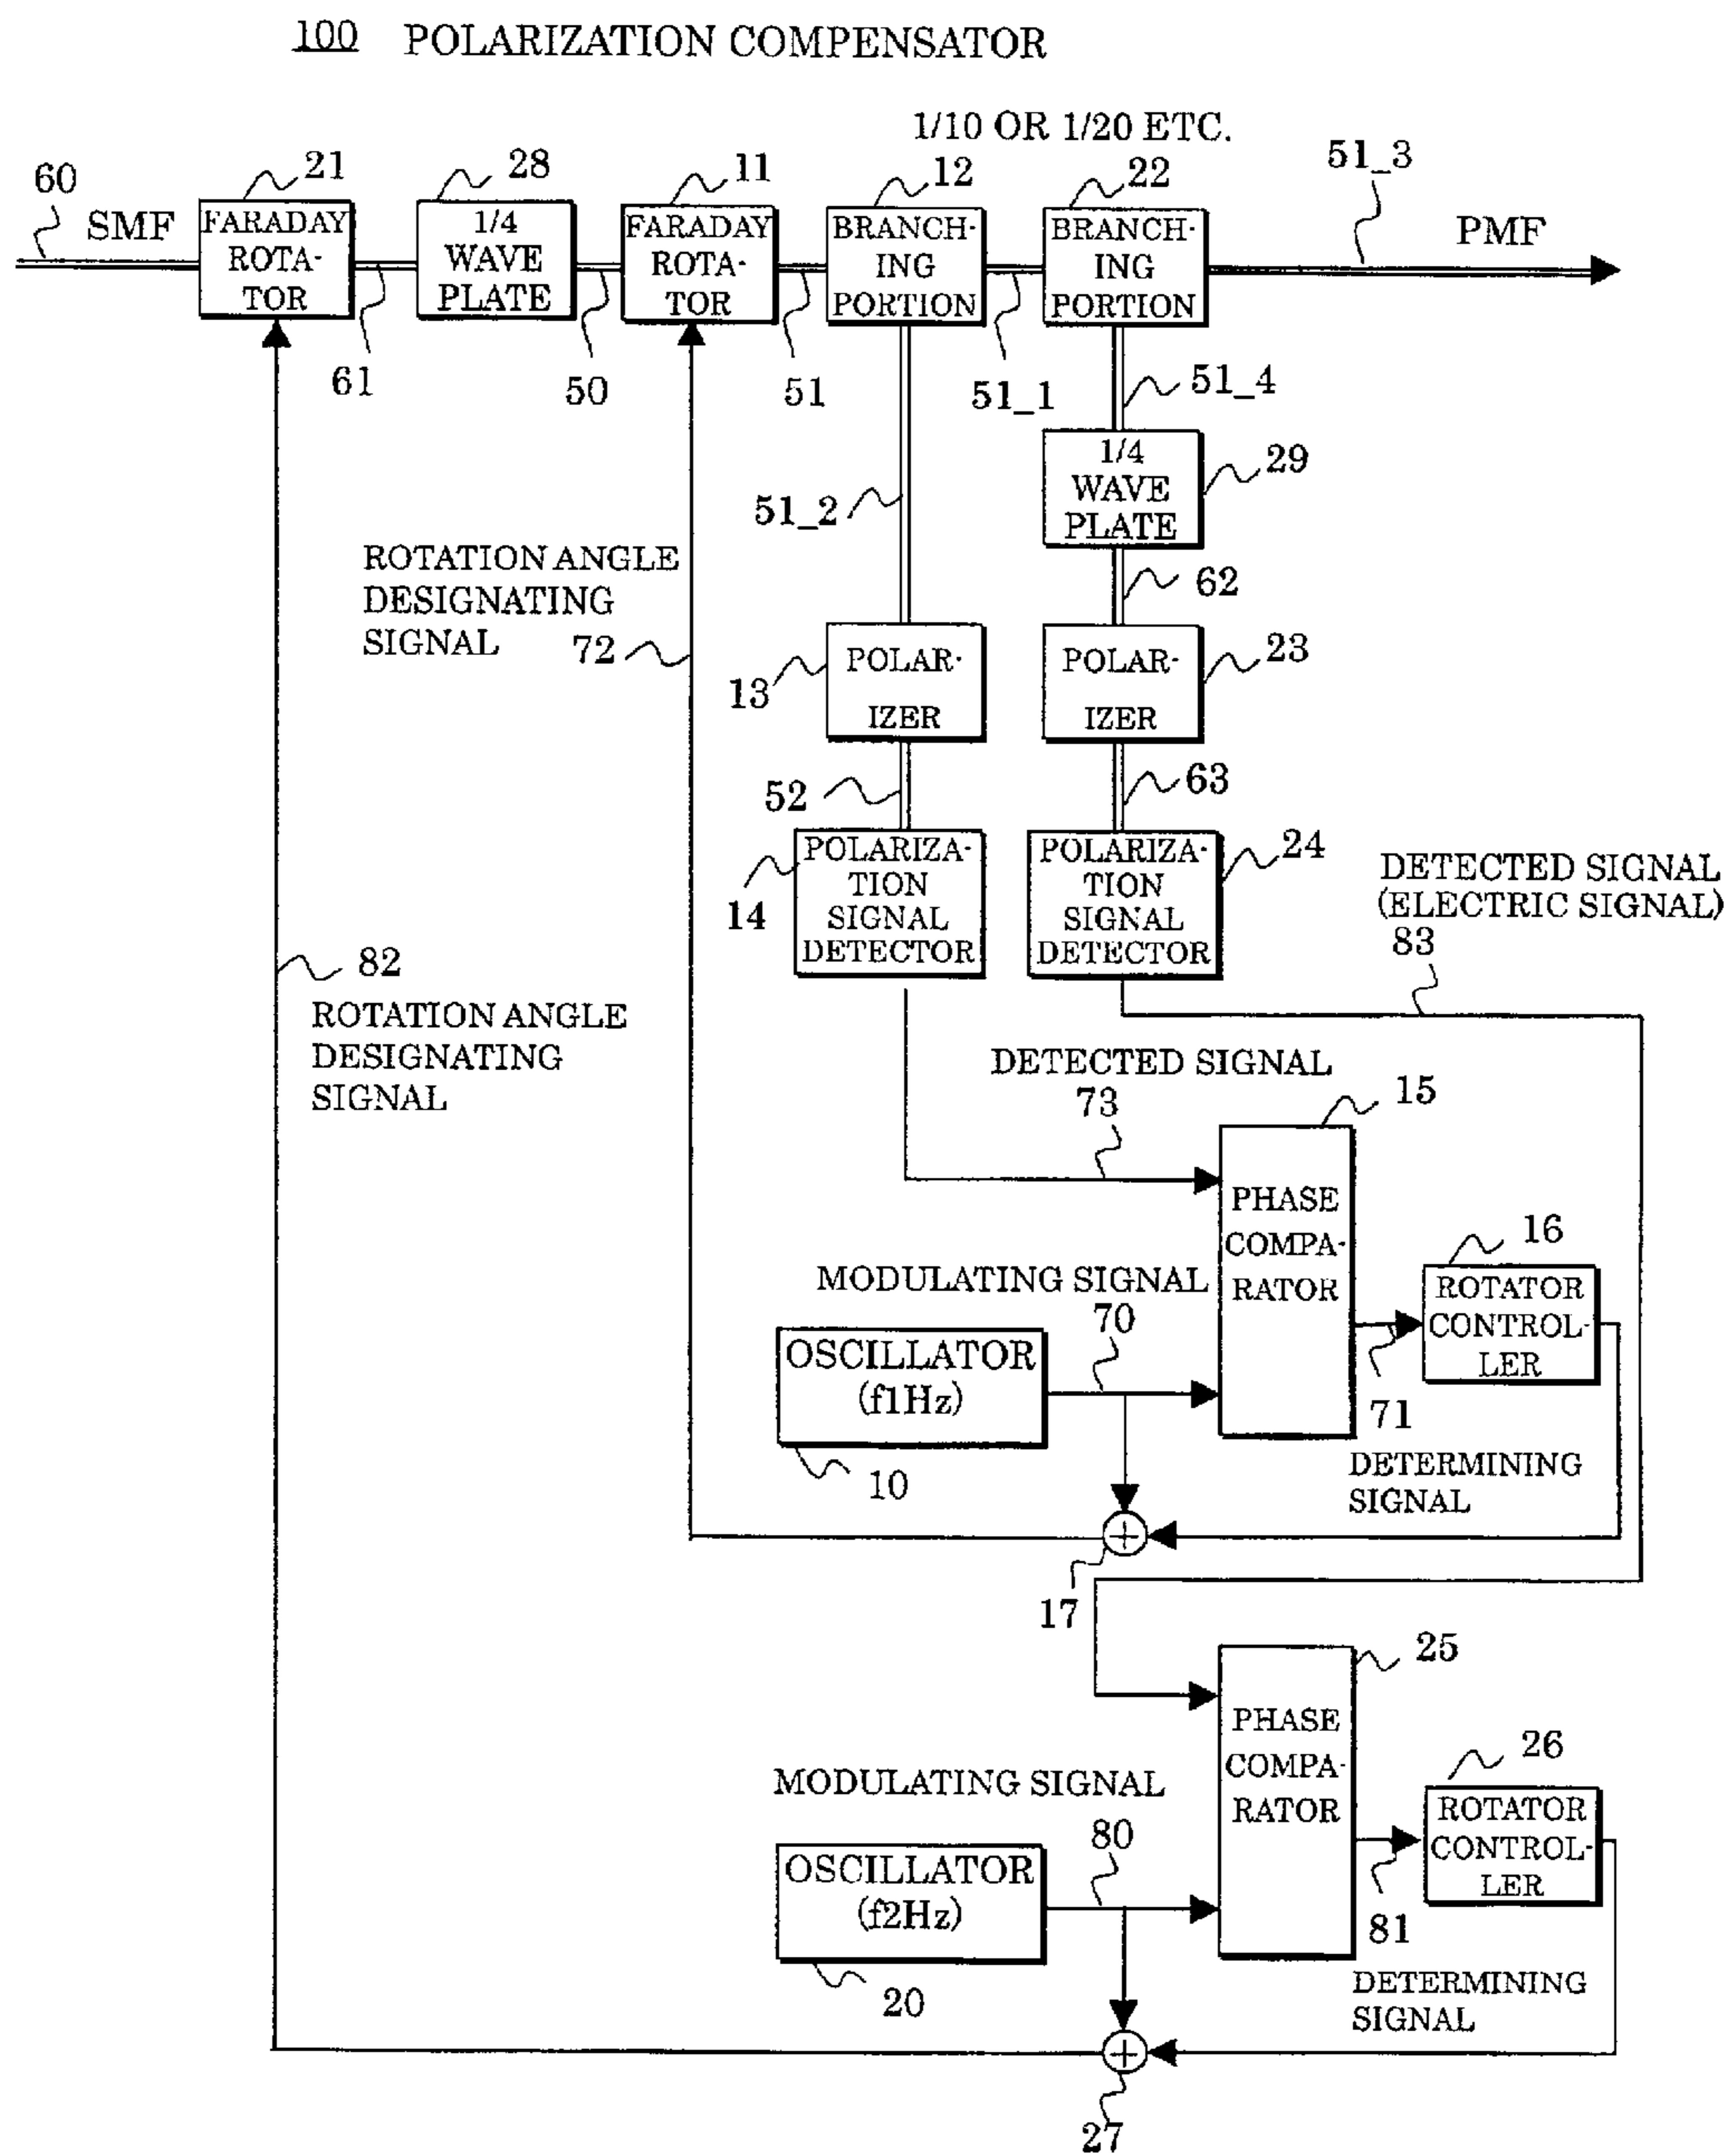 100 POLARIZATION COMPENSATOR
1/10 OR 1/20 ETC.
60
SMF
21
28
11
12
22
51_3
PMF
FARADAY
ROTA-
TOR
1/4
WAVE
PLATE
FARADAY
ROTA-
TOR
BRANCH-
ING
PORTION
BRANCH-
ING
PORTION
61
50
51
51_1
51_4
1/4
WAVE
PLATE
29
51_2
62
ROTATION ANGLE
DESIGNATING
SIGNAL
72
13
POLAR-
IZER
POLAR-
IZER
23
52
63
14
POLARIZA-
TION
SIGNAL
DETECTOR
POLARIZA-
TION
SIGNAL
DETECTOR
24
DETECTED SIGNAL
(ELECTRIC SIGNAL)
83
82
ROTATION ANGLE
DESIGNATING
SIGNAL
DETECTED SIGNAL
73
15
PHASE
COMPA-
RATOR
16
ROTATOR
CONTROL-
LER
MODULATING SIGNAL
70
OSCILLATOR
(f1Hz)
10
71
DETERMINING
SIGNAL
+
17
25
PHASE
COMPA-
RATOR
26
ROTATOR
CONTROL-
LER
MODULATING SIGNAL
80
OSCILLATOR
(f2Hz)
20
81
DETERMINING
SIGNAL
+
27